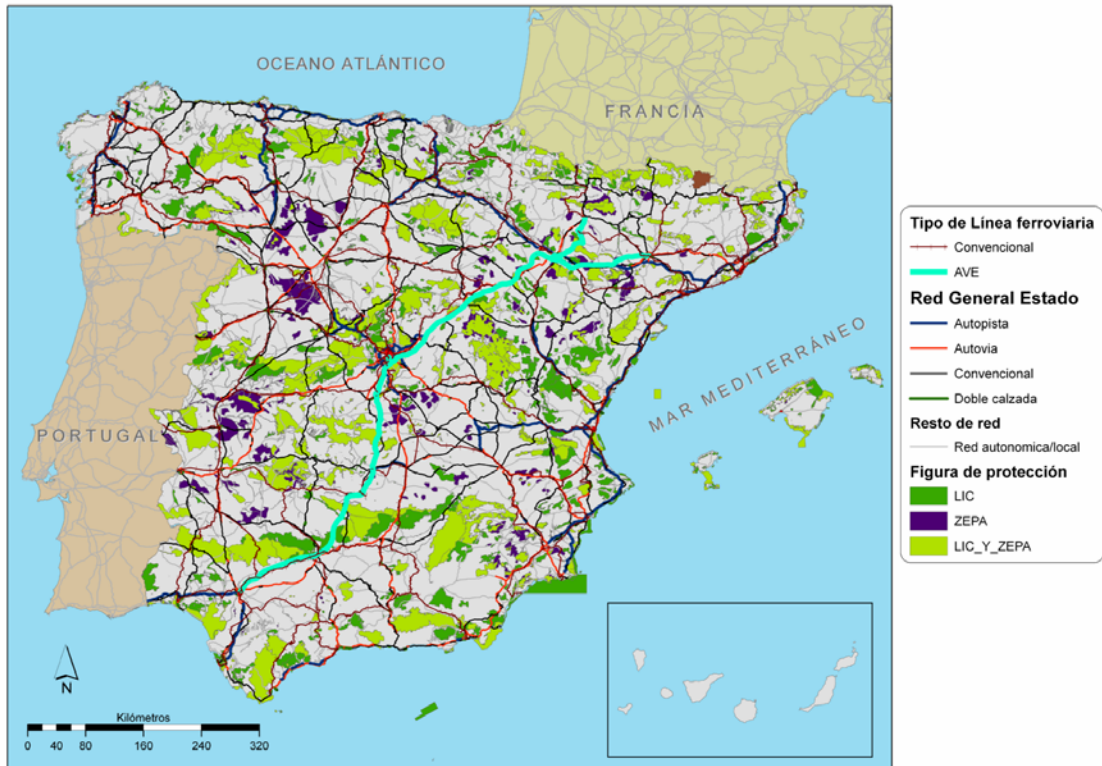 OCEANO ATLÁNTICO
FRANCIA
PORTUGAL
MAR MEDITERRÁNEO
N
Kilómetros
0 40 80 160 240 320
Tipo de Línea ferroviaria
Convencional
AVE
Red General Estado
Autopista
Autovia
Convencional
Doble calzada
Resto de red
Red autonomica/local
Figura de protección
LIC
ZEPA
LIC_Y_ZEPA